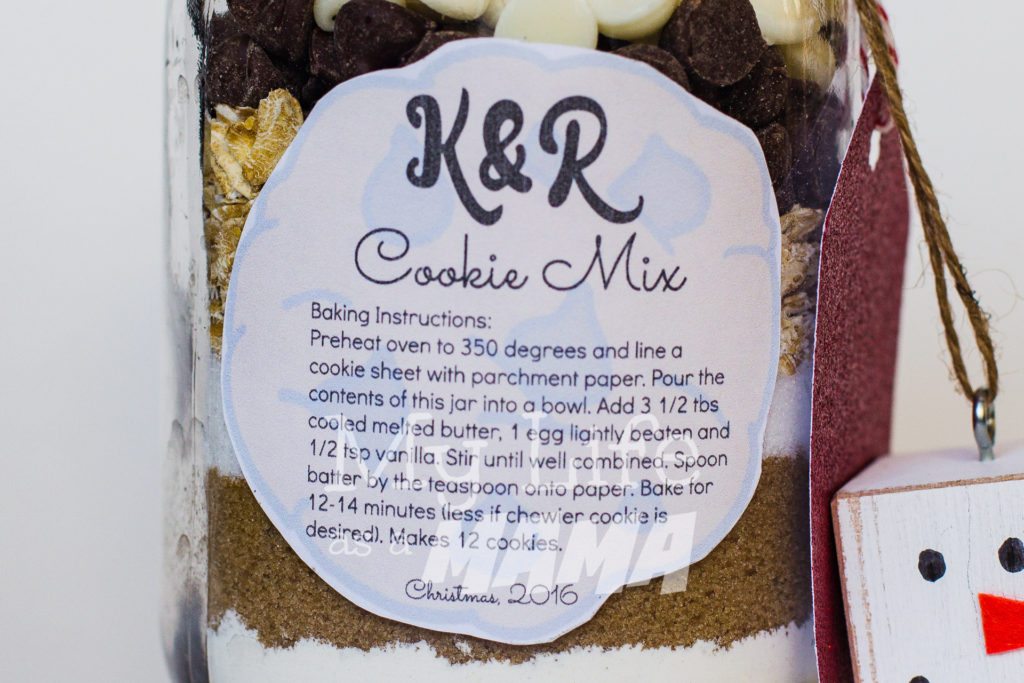 K&R
Cookie Mix
Baking Instructions:
Preheat oven to 350 degrees and line a
cookie sheet with parchment paper. Pour the
contents of this jar into a bowl. Add 3 1/2 tbs
cooled melted butter, 1 egg lightly beaten and
1/2 tsp vanilla. Stir until well combined. Spoon
batter by the teaspoon onto paper. Bake for
12-14 minutes (less if chewier cookie is
desired). Makes 12 cookies.
Christmas, 2016
My Life
as a MAMA